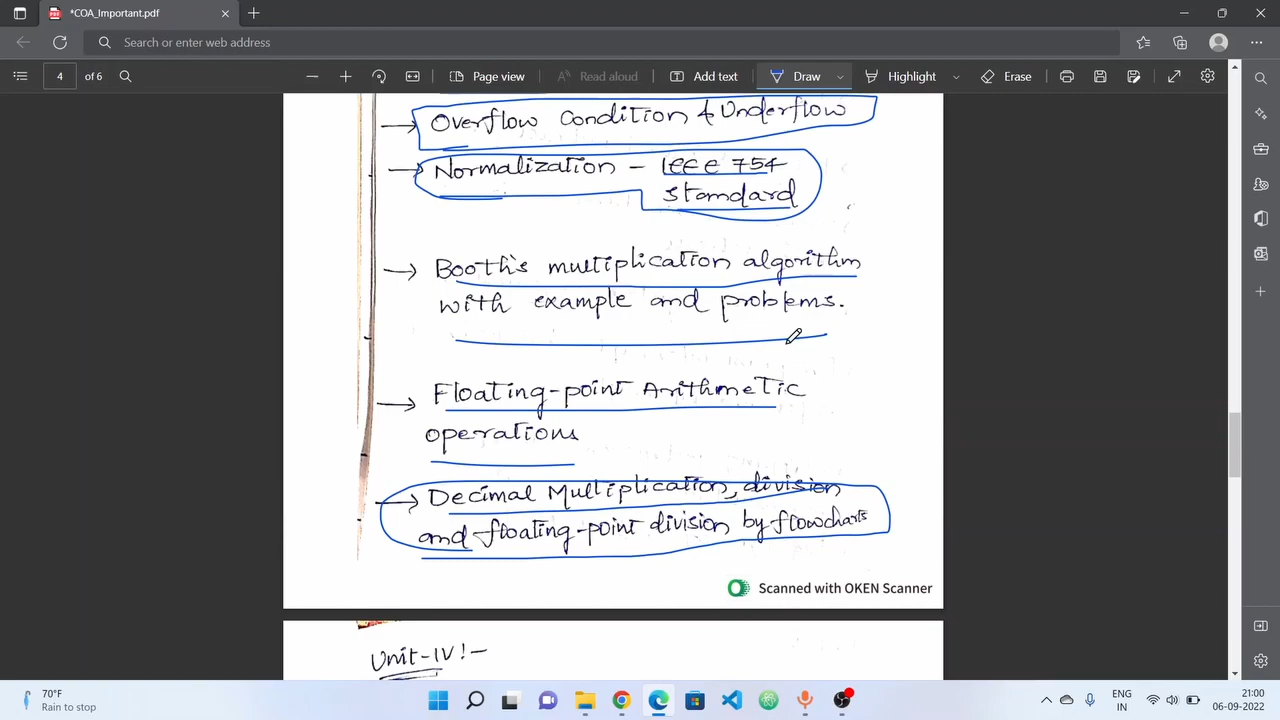 *COA_Important.pdf
Search or enter web address
4 of 6
Page view
Read aloud
Add text
Draw
Highlight
Erase
→ Overflow Condition & Underflow
→ Normalization - IEEE 754
Standard
→ Booth's multiplication algorithm
with example and problems.
→ Floating-point Arithmetic
operations
→ Decimal Multiplication, division
and floating-point division by flowcharts
Scanned with OKEN Scanner
Unit-IV :-
70°F
Rain to stop
ENG
IN
21:00
06-09-2022